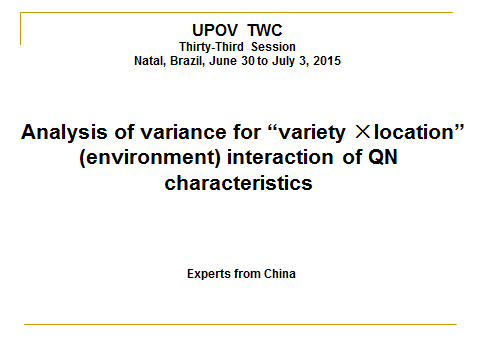 UPOV TWC
Thirty-Third Session
Natal, Brazil, June 30 to July 3, 2015
Analysis of variance for “variety ×location”
(environment) interaction of QN
characteristics
Experts from China